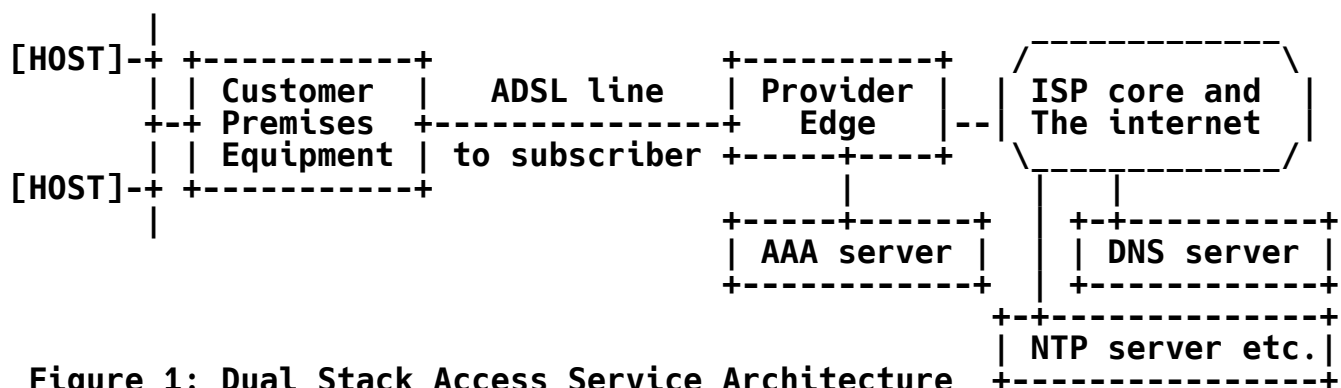 [HOST]
Customer ADSL line Provider ISP core and
Premises Edge The internet
Equipment to subscriber
[HOST]
AAA server DNS server
NTP server etc.
Figure 1: Dual Stack Access Service Architecture